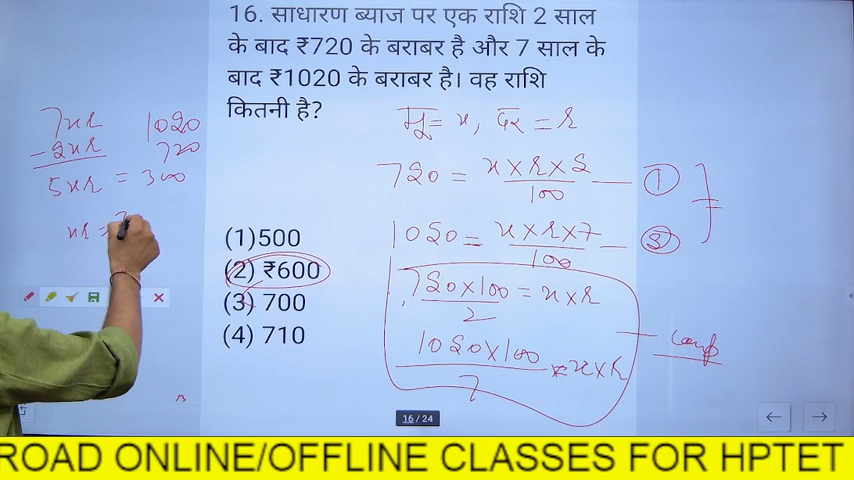 16. साधारण ब्याज पर एक राशि 2 साल
के बाद ₹720 के बराबर है और 7 साल के
बाद ₹1020 के बराबर है। वह राशि
कितनी है?
मू = x, दर = r
720 = x×r×2/100 — ①
1020 = x×r×7/100 — ②
720×100/2 = x×r
1020×100/7 = x×r
7xr 1020
-2xr 720
5xr = 300
xr = 3
(1)500
(2) ₹600
(3) 700
(4) 710
16 / 24
ROAD ONLINE/OFFLINE CLASSES FOR HPTET